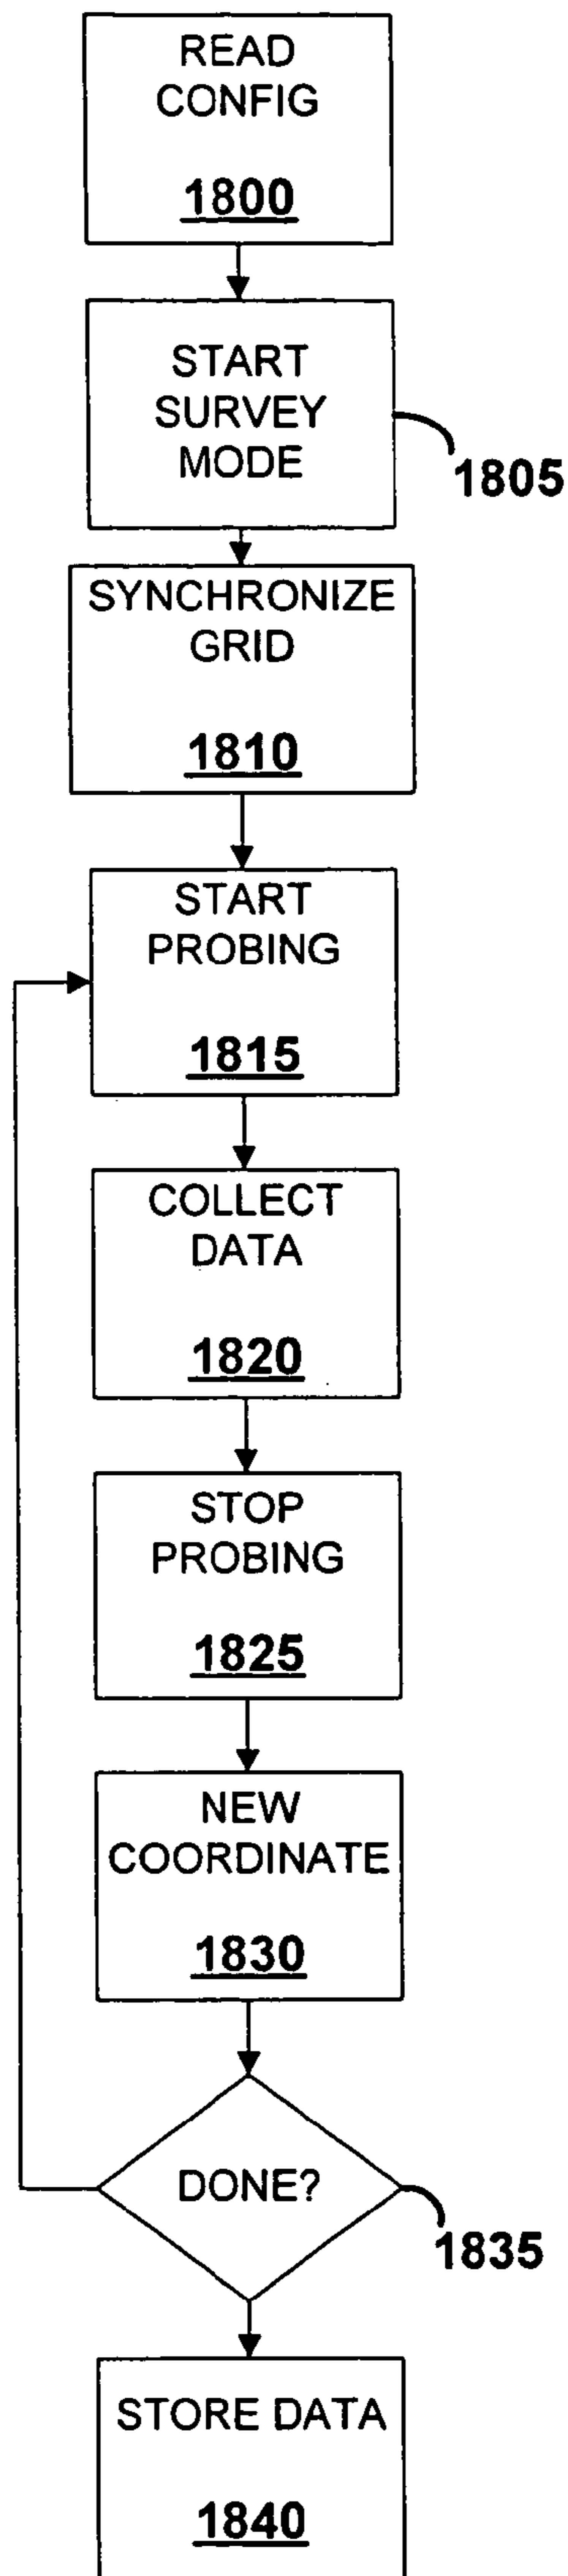 READ
CONFIG
1800
START
SURVEY
MODE
1805
SYNCHRONIZE
GRID
1810
START
PROBING
1815
COLLECT
DATA
1820
STOP
PROBING
1825
NEW
COORDINATE
1830
DONE?
1835
STORE DATA
1840